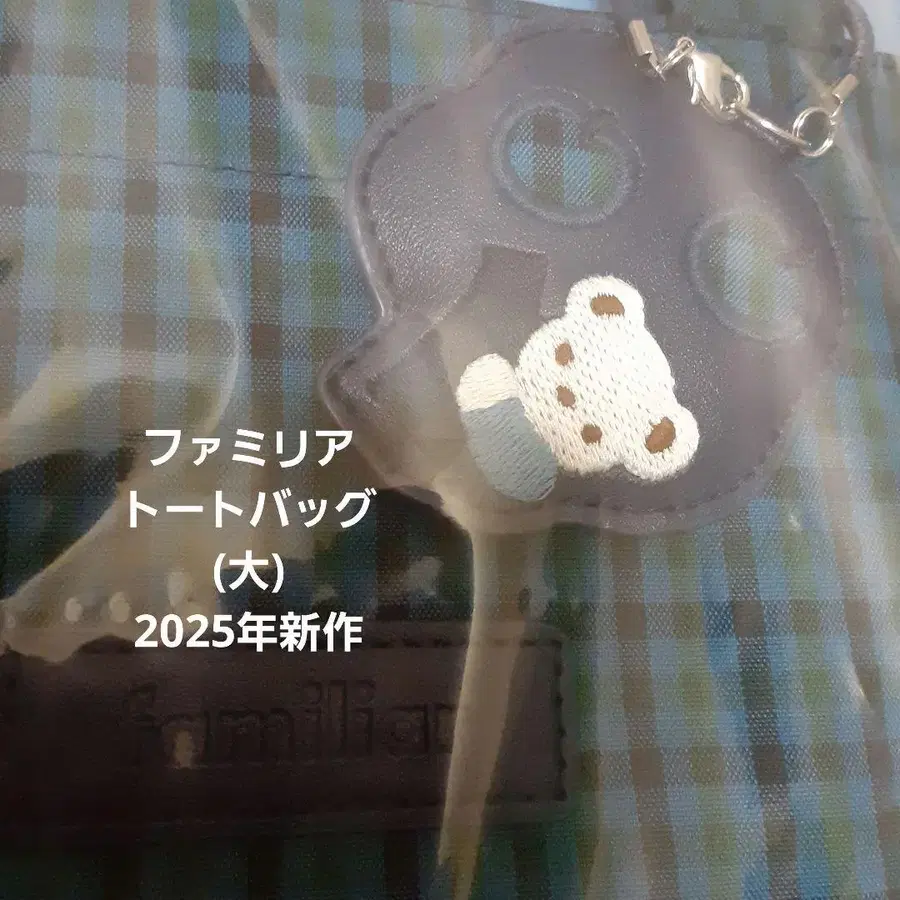 ファミリア
トートバッグ
(大)
2025年新作
familiar